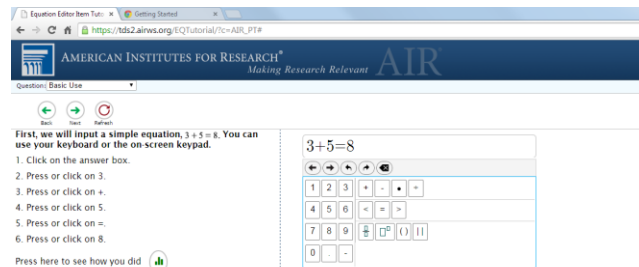 Equation Editor Item Tuto
Getting Started
https://tds2.airws.org/EQTutorial/?c=AIR_PT#
AMERICAN INSTITUTES FOR RESEARCH®
Making Research Relevant
AIR
Question: Basic Use
Back Next Refresh
First, we will input a simple equation, 3 + 5 = 8. You can
use your keyboard or the on-screen keypad.
1. Click on the answer box.
2. Press or click on 3.
3. Press or click on +.
4. Press or click on 5.
5. Press or click on =.
6. Press or click on 8.
Press here to see how you did
3+5=8
1 2 3 + - • ÷
4 5 6 < = >
7 8 9 ( ) | |
0 . -